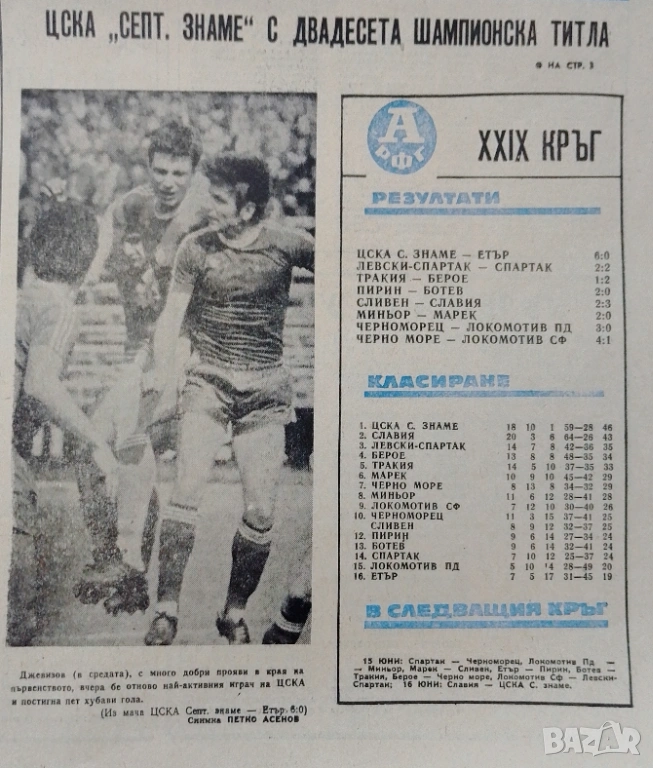 ЦСКА „СЕПТ. ЗНАМЕ“ С ДВАДЕСЕТА ШАМПИОНСКА ТИТЛА
НА СТР. 3
А
РФГ
XXIX КРЪГ
РЕЗУЛТАТИ
ЦСКА С. ЗНАМЕ — ЕТЪР 6:0
ЛЕВСКИ-СПАРТАК — СПАРТАК 2:2
ТРАКИЯ — БЕРОЕ 1:2
ПИРИН — БОТЕВ 2:0
СЛИВЕН — СЛАВИЯ 2:3
МИНЬОР — МАРЕК 2:0
ЧЕРНОМОРЕЦ — ЛОКОМОТИВ ПД 3:0
ЧЕРНО МОРЕ — ЛОКОМОТИВ СФ 4:1
КЛАСИРАНЕ
1. ЦСКА С. ЗНАМЕ 18 10 1 59—28 46
2. СЛАВИЯ 20 3 6 64—26 43
3. ЛЕВСКИ-СПАРТАК 14 7 8 42—36 35
4. БЕРОЕ 13 8 8 48—35 34
5. ТРАКИЯ 14 5 10 37—35 33
6. МАРЕК 10 9 10 45—42 29
7. ЧЕРНО МОРЕ 8 13 8 34—32 29
8. МИНЬОР 11 6 12 28—41 28
9. ЛОКОМОТИВ СФ 7 12 10 30—40 26
10. ЧЕРНОМОРЕЦ 11 3 15 37—41 25
СЛИВЕН 8 9 12 32—37 25
12. ПИРИН 9 6 14 27—34 24
13. БОТЕВ 9 6 14 32—41 24
14. СПАРТАК 7 10 12 25—37 24
15. ЛОКОМОТИВ ПД 5 10 14 28—49 20
16. ЕТЪР 7 5 17 31—45 19
В СЛЕДВАЩИЯ КРЪГ
15 ЮНИ: Спартак — Черноморец, Локомотив Пд —
— Миньор, Марек — Сливен, Етър — Пирин, Ботев —
Тракия, Берое — Черно море, Локомотив Сф — Левски-
Спартак; 16 ЮНИ: Славия — ЦСКА С. знаме.
Джевизов (в средата), с много добри прояви в края на
първенството, вчера бе отново най-активния играч на ЦСКА
и постигна пет хубави гола.
(Из мача ЦСКА Септ. знаме — Етър, 6:0)
Снимка ПЕТКО АСЕНОВ
BAZAR